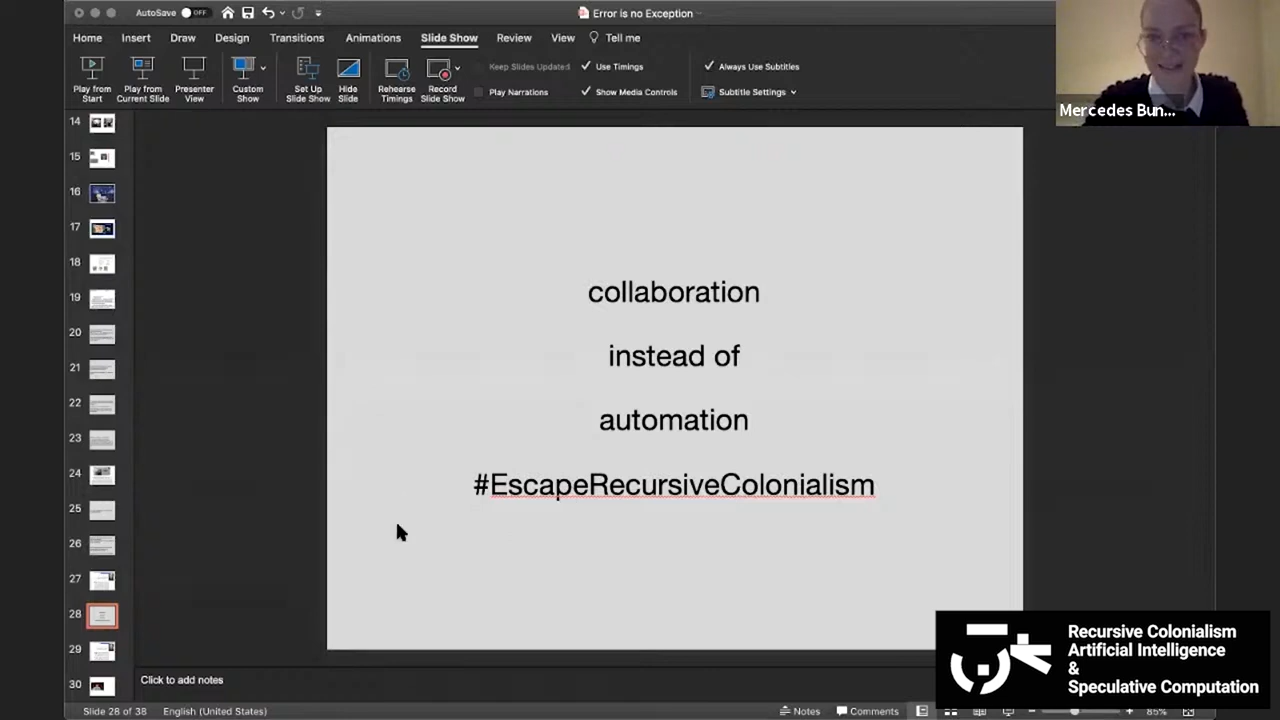 AutoSave OFF
Error is no Exception
Home Insert Draw Design Transitions Animations Slide Show Review View Tell me
Play from Start
Play from Current Slide
Presenter View
Custom Show
Set Up Slide Show
Hide Slide
Rehearse Timings
Record Slide Show
Keep Slides Updated
Use Timings
Always Use Subtitles
Play Narrations
Show Media Controls
Subtitle Settings
Mercedes Bun...
14
15
16
17
18
19
20
21
22
23
24
25
26
27
28
29
30
collaboration
instead of
automation
#EscapeRecursiveColonialism
Recursive Colonialism
Artificial Intelligence
&
Speculative Computation
Click to add notes
Slide 28 of 38 English (United States) Notes Comments 85%